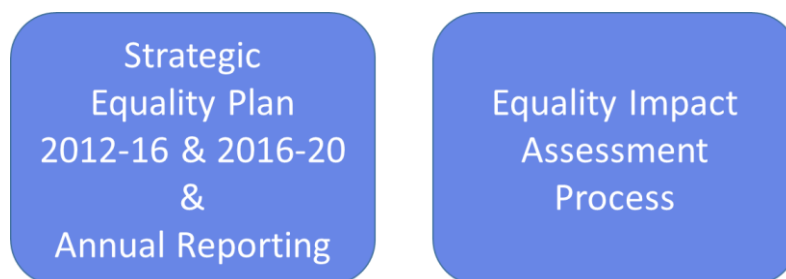 Strategic
Equality Plan
2012-16 & 2016-20
&
Annual Reporting
Equality Impact
Assessment
Process